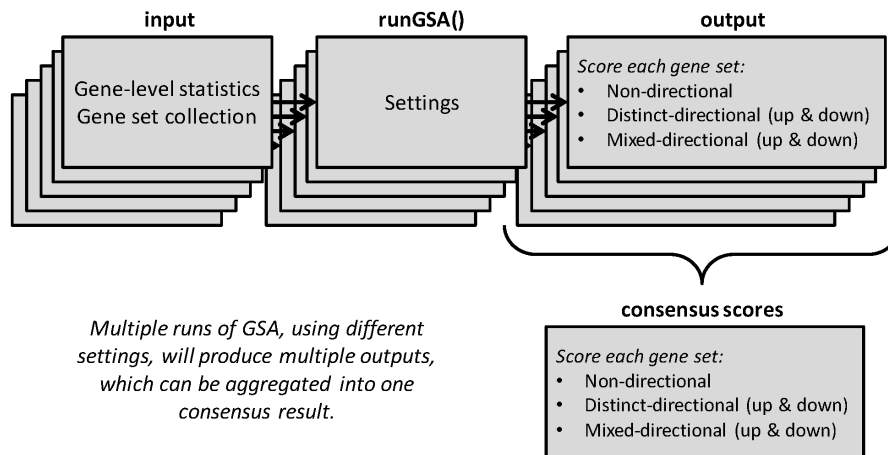 input
runGSA()
output
Gene-level statistics
Gene set collection
Settings
Score each gene set:
• Non-directional
• Distinct-directional (up & down)
• Mixed-directional (up & down)
Multiple runs of GSA, using different
settings, will produce multiple outputs,
which can be aggregated into one
consensus result.
consensus scores
Score each gene set:
• Non-directional
• Distinct-directional (up & down)
• Mixed-directional (up & down)